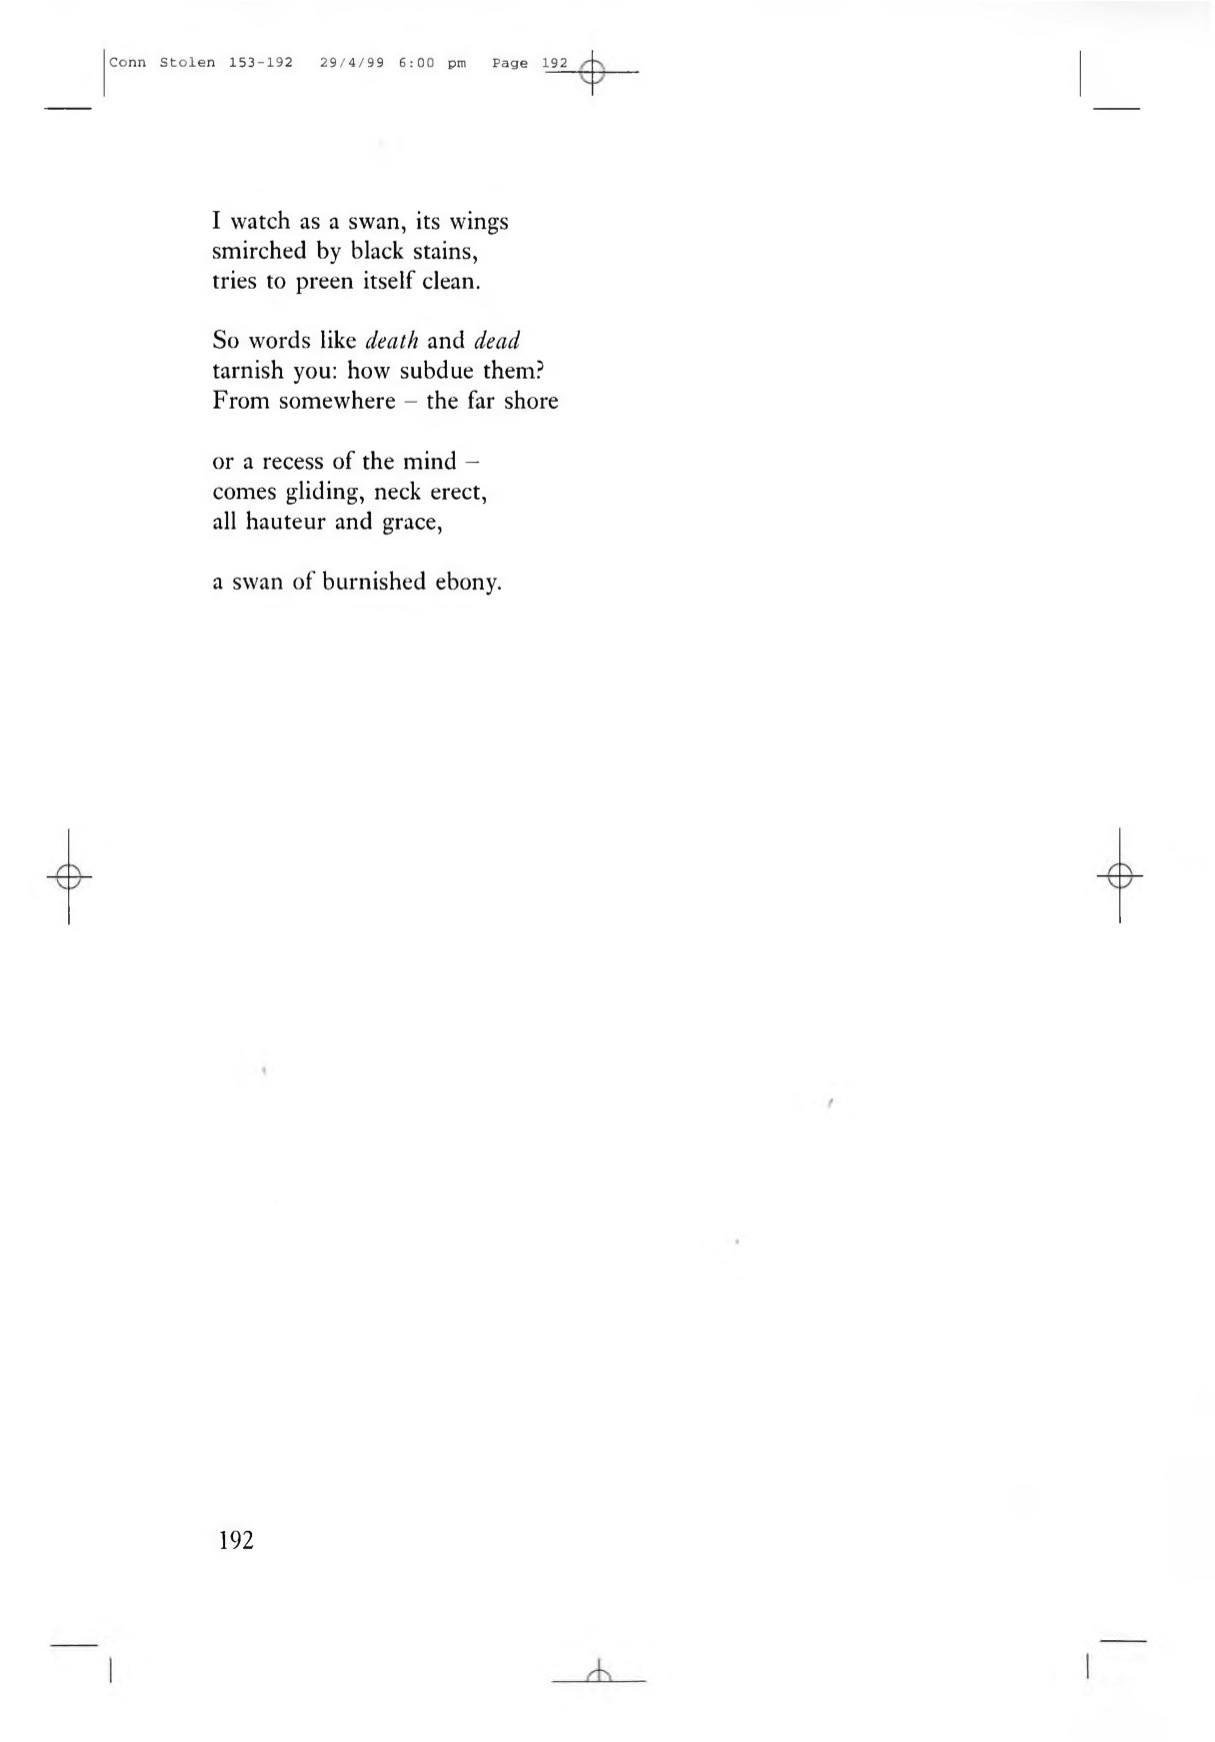 Conn Stolen 153-192 29/4/99 6:00 pm Page 192
I watch as a swan, its wings
smirched by black stains,
tries to preen itself clean.
So words like death and dead
tarnish you: how subdue them?
From somewhere – the far shore
or a recess of the mind –
comes gliding, neck erect,
all hauteur and grace,
a swan of burnished ebony.
192